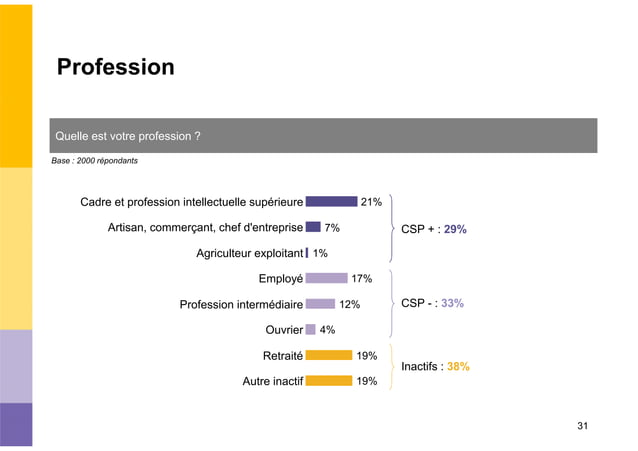 Profession
Quelle est votre profession ?
Base : 2000 répondants
Cadre et profession intellectuelle supérieure 21%
Artisan, commerçant, chef d'entreprise 7%
CSP + : 29%
Agriculteur exploitant 1%
Employé 17%
Profession intermédiaire 12%
CSP - : 33%
Ouvrier 4%
Retraité 19%
Inactifs : 38%
Autre inactif 19%
31